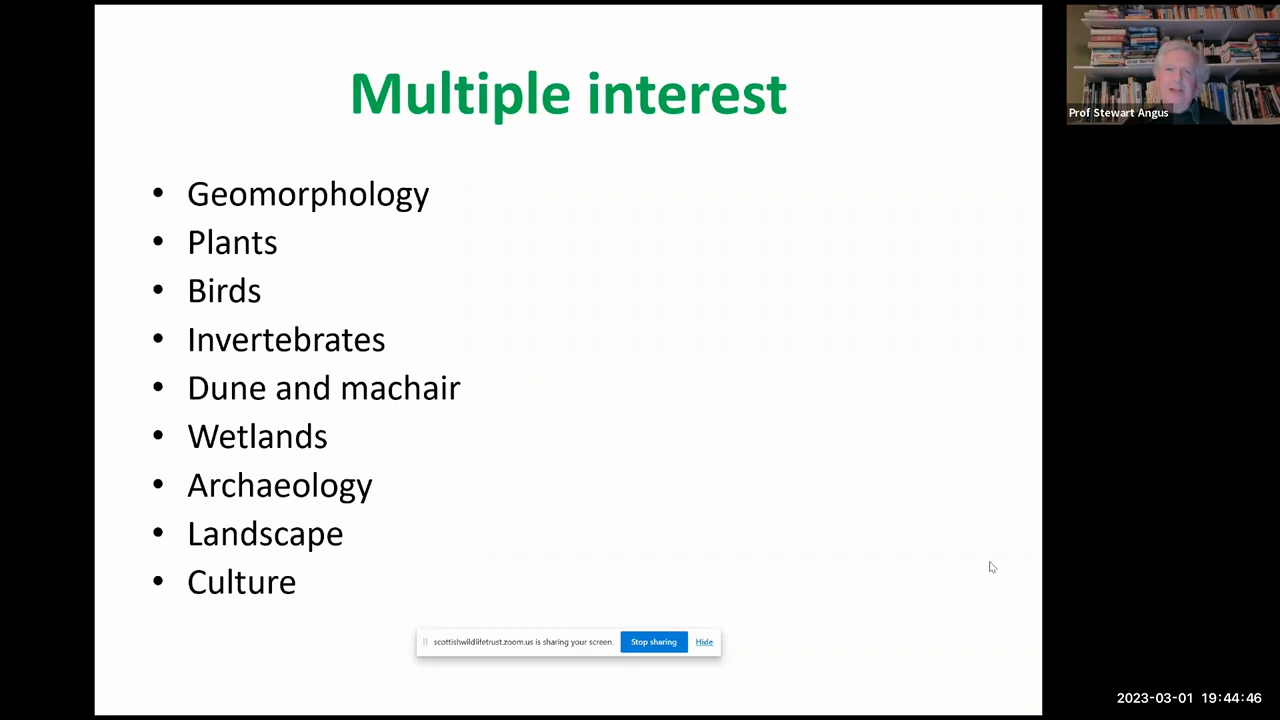 Multiple interest
• Geomorphology
• Plants
• Birds
• Invertebrates
• Dune and machair
• Wetlands
• Archaeology
• Landscape
• Culture
scottishwildlifetrust.zoom.us is sharing your screen. Stop sharing Hide
Prof Stewart Angus
2023-03-01 19:44:46